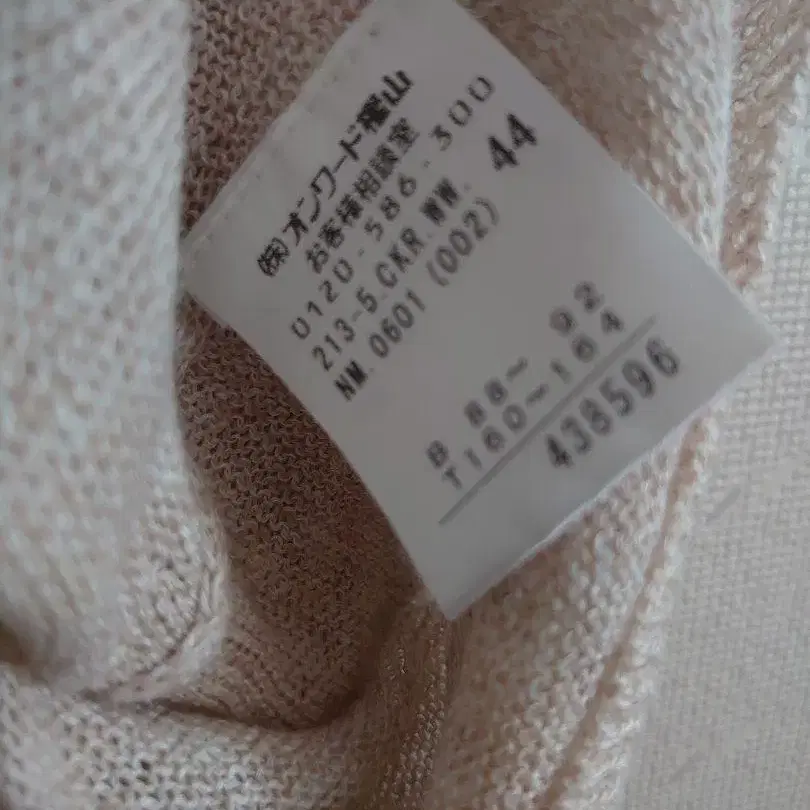 ㈱オンワード樫山
お客様相談室
0120-586-300
213-5.CKR.WW. 44
NM.0601 (002)
B 88~ 92
T160~164
438596